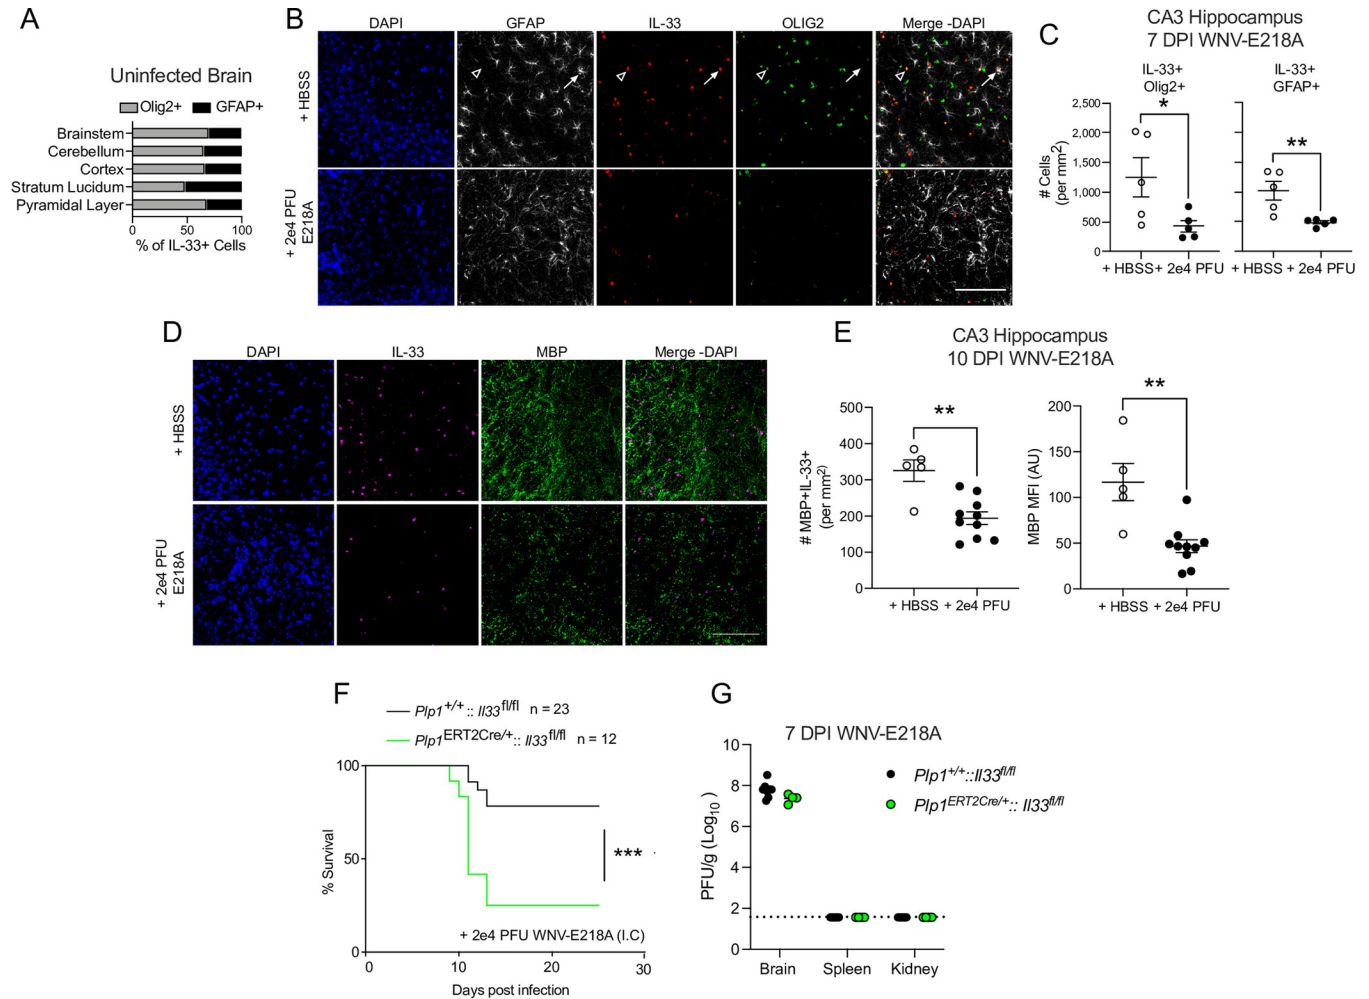 A
Uninfected Brain
Olig2+ GFAP+
Brainstem
Cerebellum
Cortex
Stratum Lucidum
Pyramidal Layer
0 50 100
% of IL-33+ Cells
B
DAPI GFAP IL-33 OLIG2 Merge -DAPI
+ HBSS
+ 2e4 PFU
E218A
C
CA3 Hippocampus
7 DPI WNV-E218A
IL-33+
Olig2+
IL-33+
GFAP+
# Cells
(per mm2)
2,500
2,000
1,500
1,000
500
0
*
**
+ HBSS + 2e4 PFU
+ HBSS + 2e4 PFU
D
DAPI IL-33 MBP Merge -DAPI
+ HBSS
+ 2e4 PFU
E218A
E
CA3 Hippocampus
10 DPI WNV-E218A
# MBP+IL-33+
(per mm2)
500
400
300
200
100
0
**
+ HBSS + 2e4 PFU
MBP MFI (AU)
200
150
100
50
0
**
+ HBSS + 2e4 PFU
F
Plp1+/+ :: Il33fl/fl n = 23
Plp1ERT2Cre/+:: Il33fl/fl n = 12
% Survival
100
50
0
***
+ 2e4 PFU WNV-E218A (I.C)
0 10 20 30
Days post infection
G
7 DPI WNV-E218A
Plp1+/+::Il33fl/fl
Plp1ERT2Cre/+:: Il33fl/fl
PFU/g (Log10)
10
8
6
4
2
0
Brain Spleen Kidney